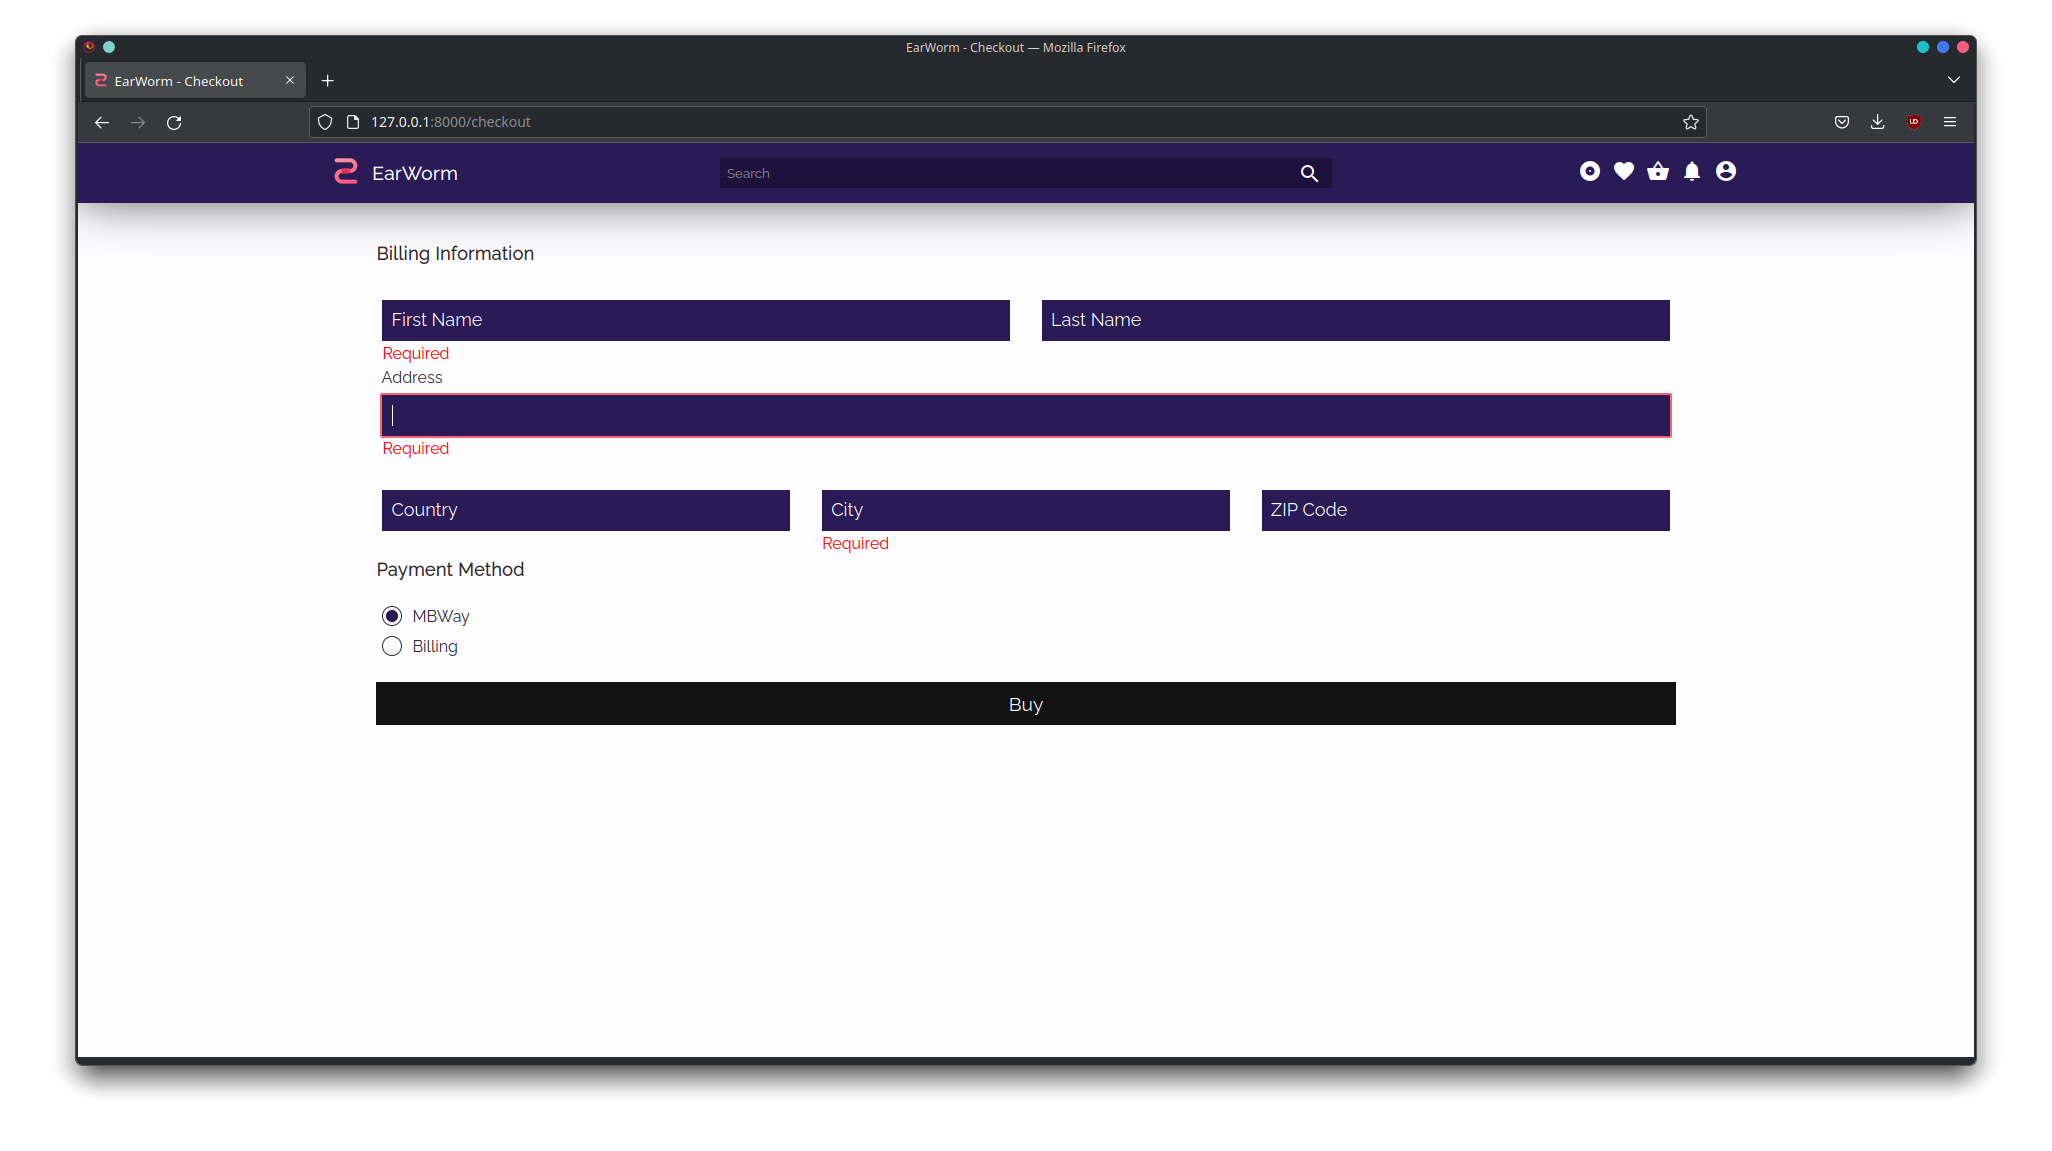 EarWorm - Checkout — Mozilla Firefox
EarWorm - Checkout
127.0.0.1:8000/checkout
EarWorm
Search
Billing Information
First Name
Last Name
Required
Address
Required
Country
City
ZIP Code
Required
Payment Method
MBWay
Billing
Buy